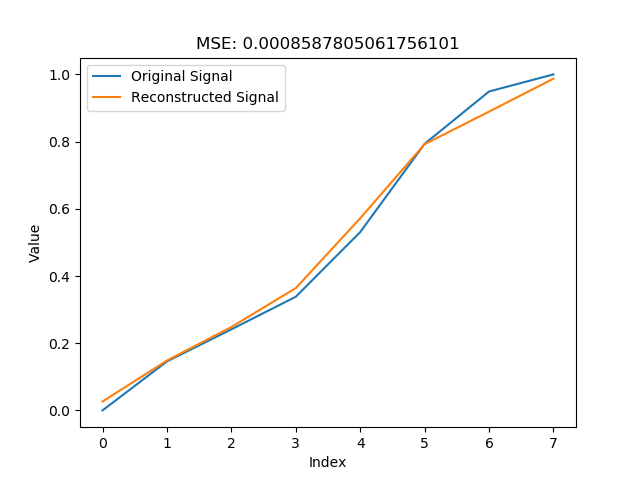 MSE: 0.0008587805061756101
Original Signal
Reconstructed Signal
1.0
0.8
0.6
0.4
0.2
0.0
Value
0 1 2 3 4 5 6 7
Index